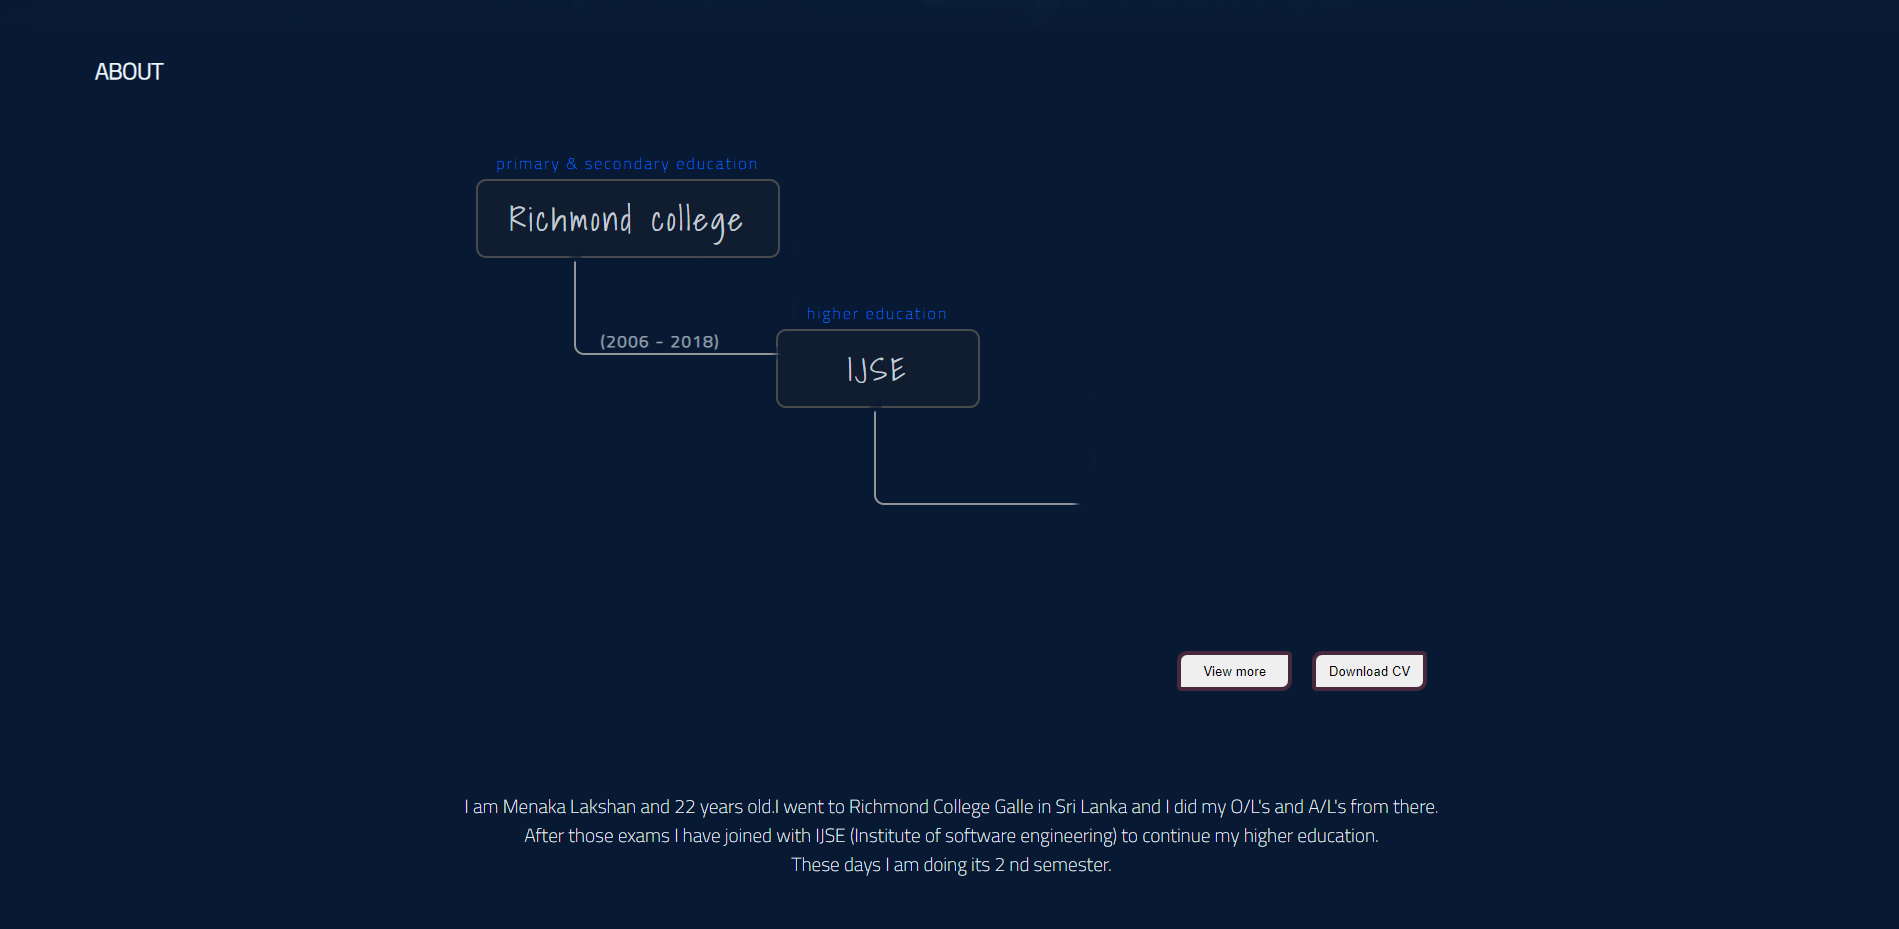 ABOUT
primary & secondary education
Richmond college
higher education
(2006 - 2018)
IJSE
View more
Download CV
I am Menaka Lakshan and 22 years old.I went to Richmond College Galle in Sri Lanka and I did my O/L's and A/L's from there.
After those exams I have joined with IJSE (Institute of software engineering) to continue my higher education.
These days I am doing its 2 nd semester.